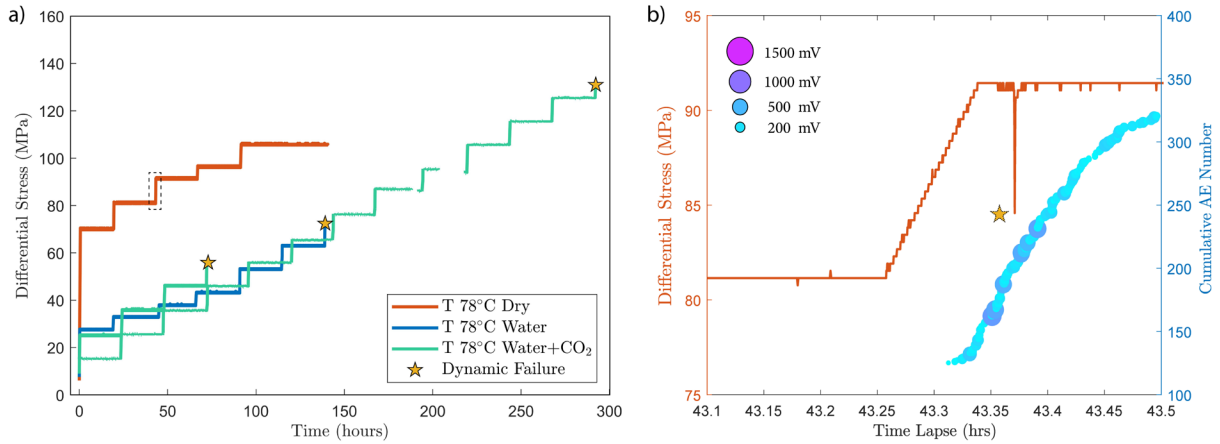 a)
160
140
120
100
80
60
40
20
0
Differential Stress (MPa)
0
50
100
150
200
250
300
Time (hours)
T 78°C Dry
T 78°C Water
T 78°C Water+CO₂
Dynamic Failure
b)
95
90
85
80
75
Differential Stress (MPa)
1500 mV
1000 mV
500 mV
200 mV
400
350
300
250
200
150
100
Cumulative AE Number
43.1
43.15
43.2
43.25
43.3
43.35
43.4
43.45
43.5
Time Lapse (hrs)